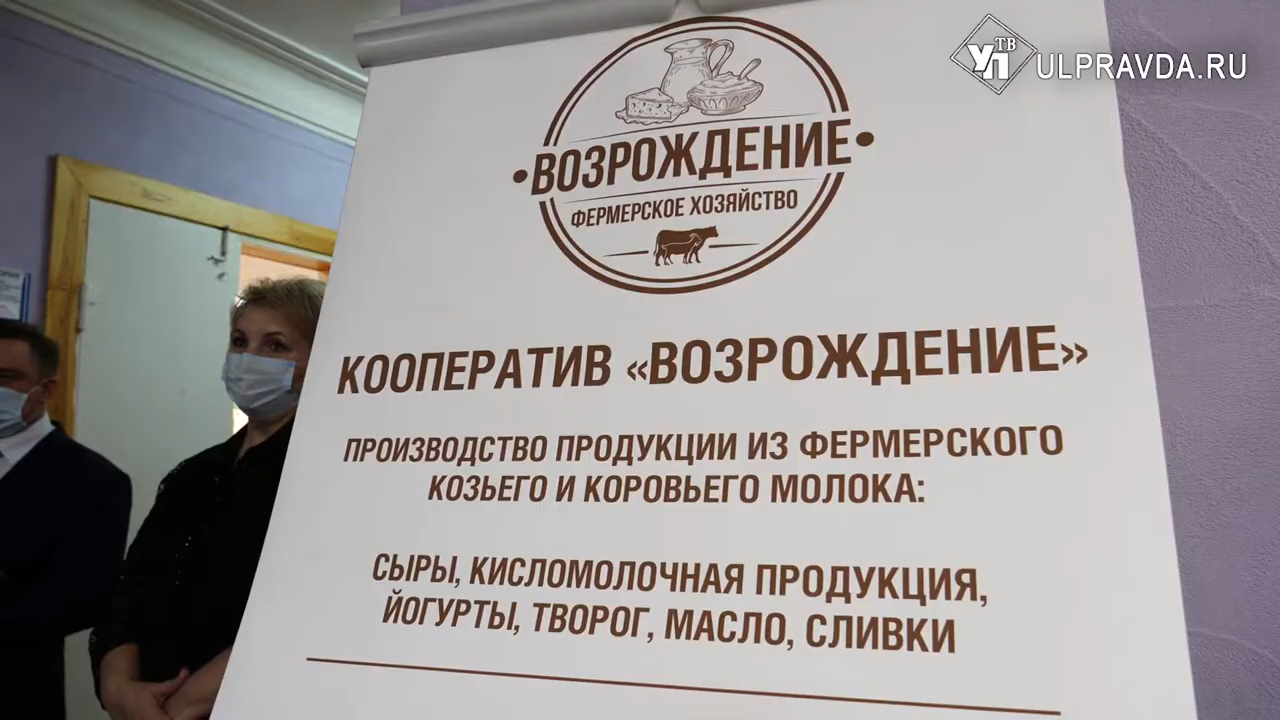 УП ТВ ULPRAVDA.RU
•ВОЗРОЖДЕНИЕ•
ФЕРМЕРСКОЕ ХОЗЯЙСТВО
КООПЕРАТИВ «ВОЗРОЖДЕНИЕ»
ПРОИЗВОДСТВО ПРОДУКЦИИ ИЗ ФЕРМЕРСКОГО
КОЗЬЕГО И КОРОВЬЕГО МОЛОКА:
СЫРЫ, КИСЛОМОЛОЧНАЯ ПРОДУКЦИЯ,
ЙОГУРТЫ, ТВОРОГ, МАСЛО, СЛИВКИ